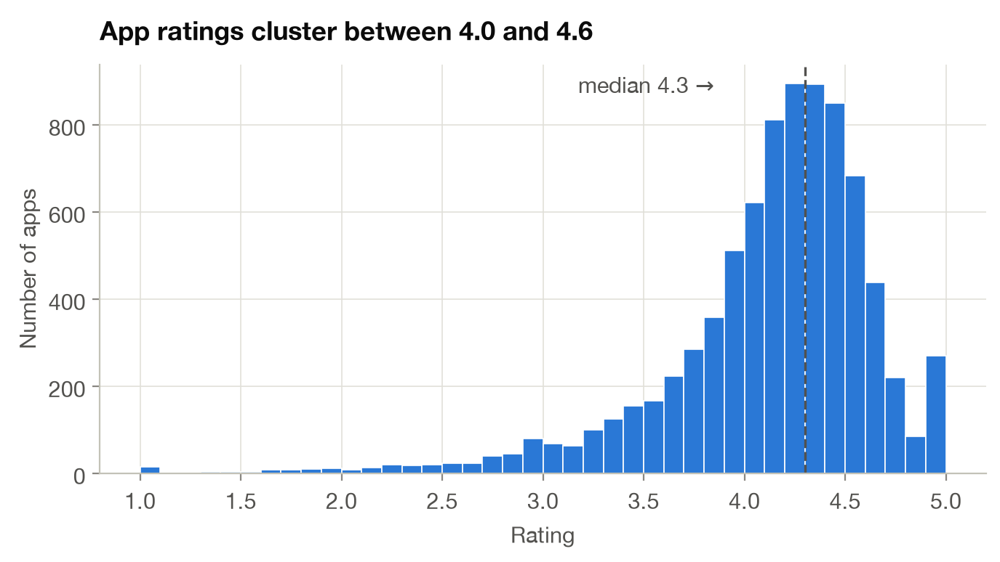 App ratings cluster between 4.0 and 4.6
median 4.3 →
800
600
400
200
0
Number of apps
1.0 1.5 2.0 2.5 3.0 3.5 4.0 4.5 5.0
Rating